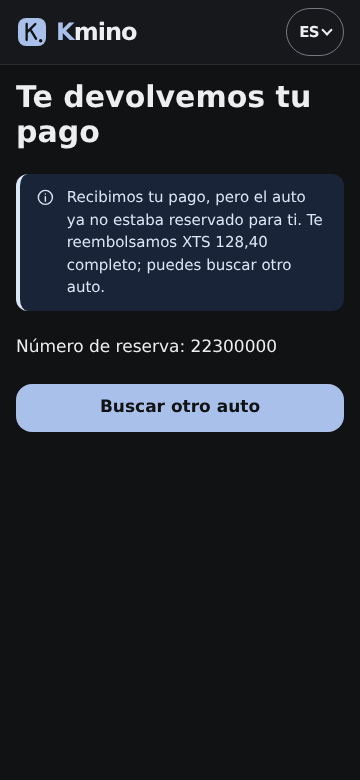 Kmino
ES
Te devolvemos tu
pago
Recibimos tu pago, pero el auto
ya no estaba reservado para ti. Te
reembolsamos XTS 128,40
completo; puedes buscar otro
auto.
Número de reserva: 22300000
Buscar otro auto